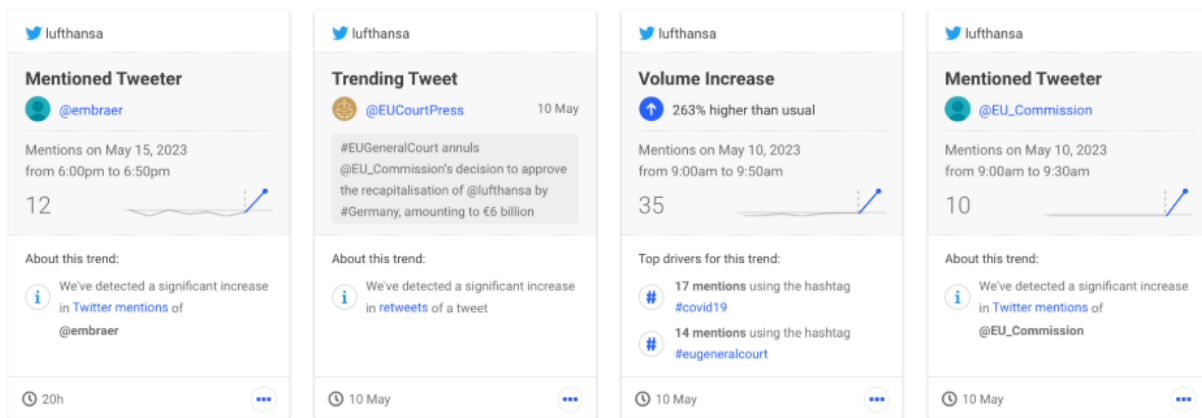 lufthansa
Mentioned Tweeter
@embraer
Mentions on May 15, 2023
from 6:00pm to 6:50pm
12
About this trend:
We've detected a significant increase
in Twitter mentions of
@embraer
20h
lufthansa
Trending Tweet
@EUCourtPress 10 May
#EUGeneralCourt annuls
@EU_Commission's decision to approve
the recapitalisation of @lufthansa by
#Germany, amounting to €6 billion
About this trend:
We've detected a significant increase
in retweets of a tweet
10 May
lufthansa
Volume Increase
263% higher than usual
Mentions on May 10, 2023
from 9:00am to 9:50am
35
Top drivers for this trend:
17 mentions using the hashtag
#covid19
14 mentions using the hashtag
#eugeneralcourt
10 May
lufthansa
Mentioned Tweeter
@EU_Commission
Mentions on May 10, 2023
from 9:00am to 9:30am
10
About this trend:
We've detected a significant increase
in Twitter mentions of
@EU_Commission
10 May